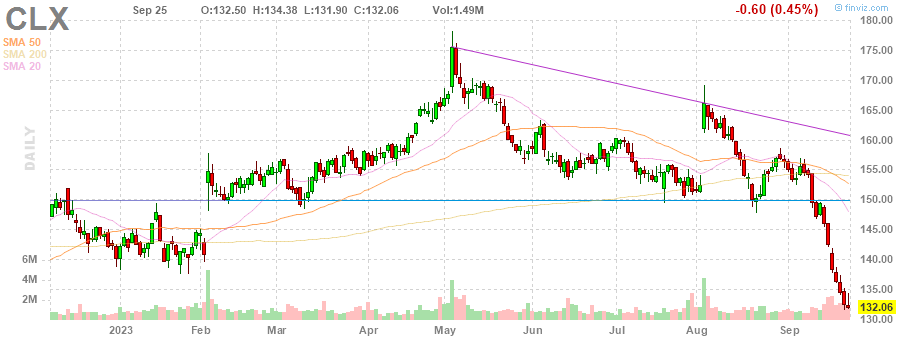 CLX
Sep 25 O:132.50 H:134.38 L:131.90 C:132.06 Vol:1.49M -0.60 (0.45%)
© finviz.com
SMA 50
SMA 200
SMA 20
DAILY
180.00
175.00
170.00
165.00
160.00
155.00
150.00
145.00
140.00
135.00
132.06
130.00
6M
4M
2M
2023 Feb Mar Apr May Jun Jul Aug Sep